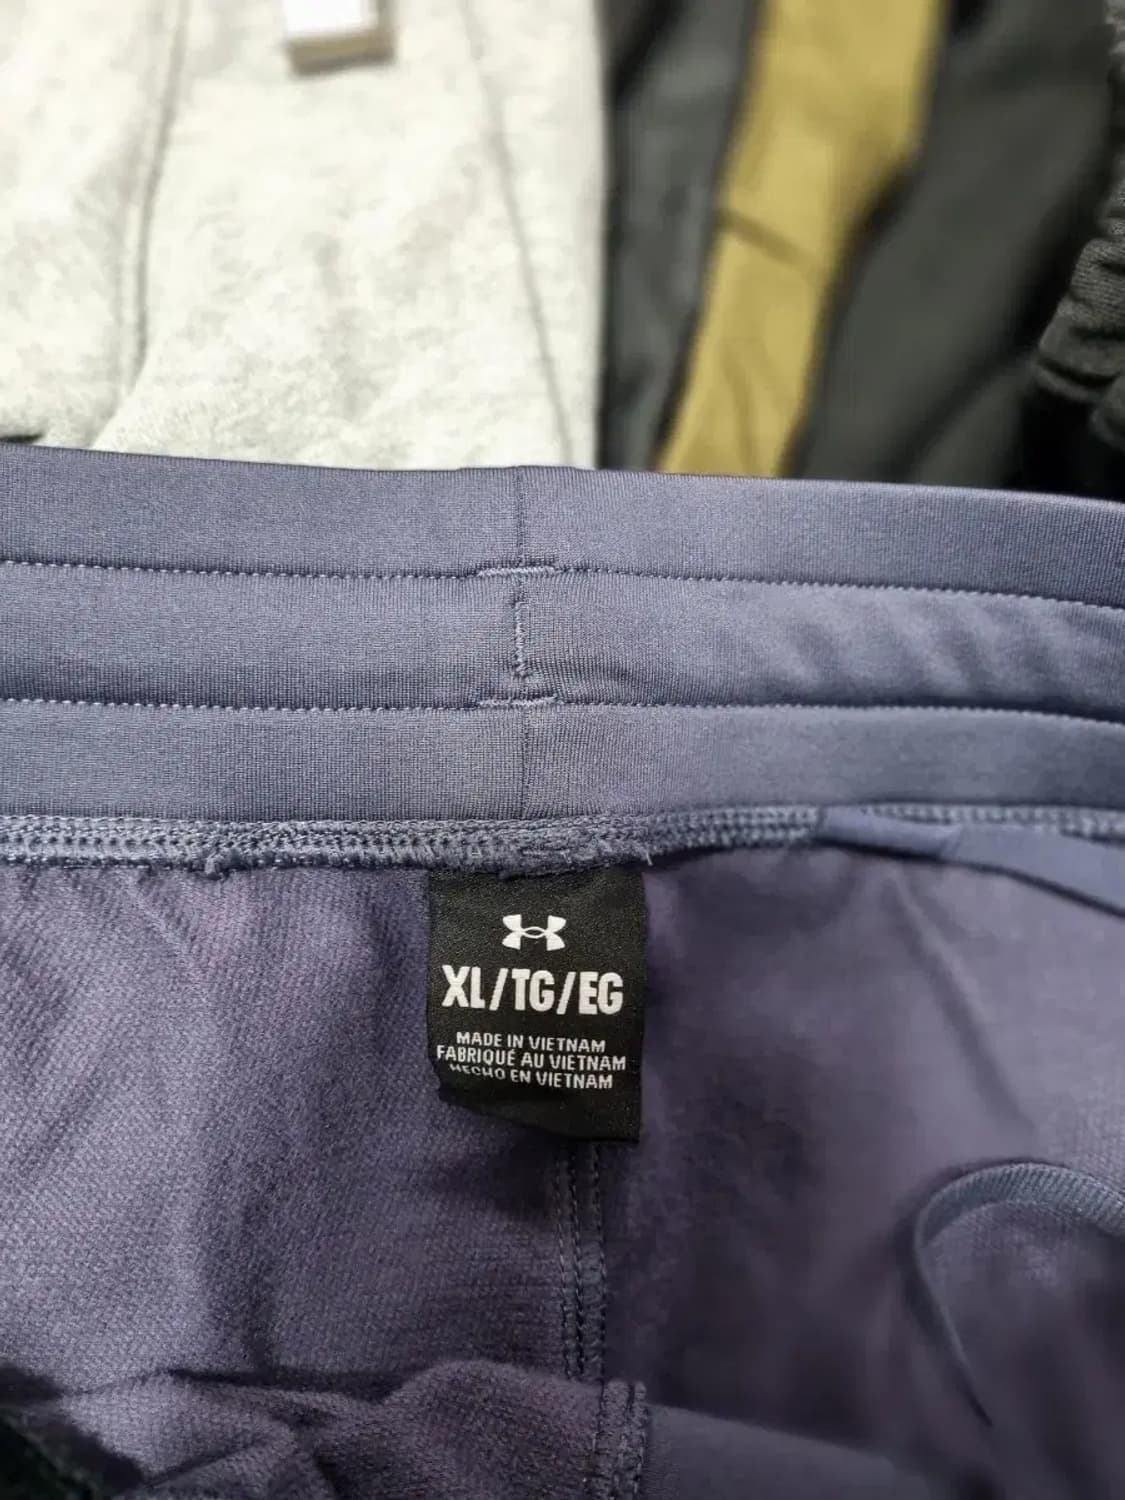 XL/TG/EG
MADE IN VIETNAM
FABRIQUÉ AU VIETNAM
HECHO EN VIETNAM